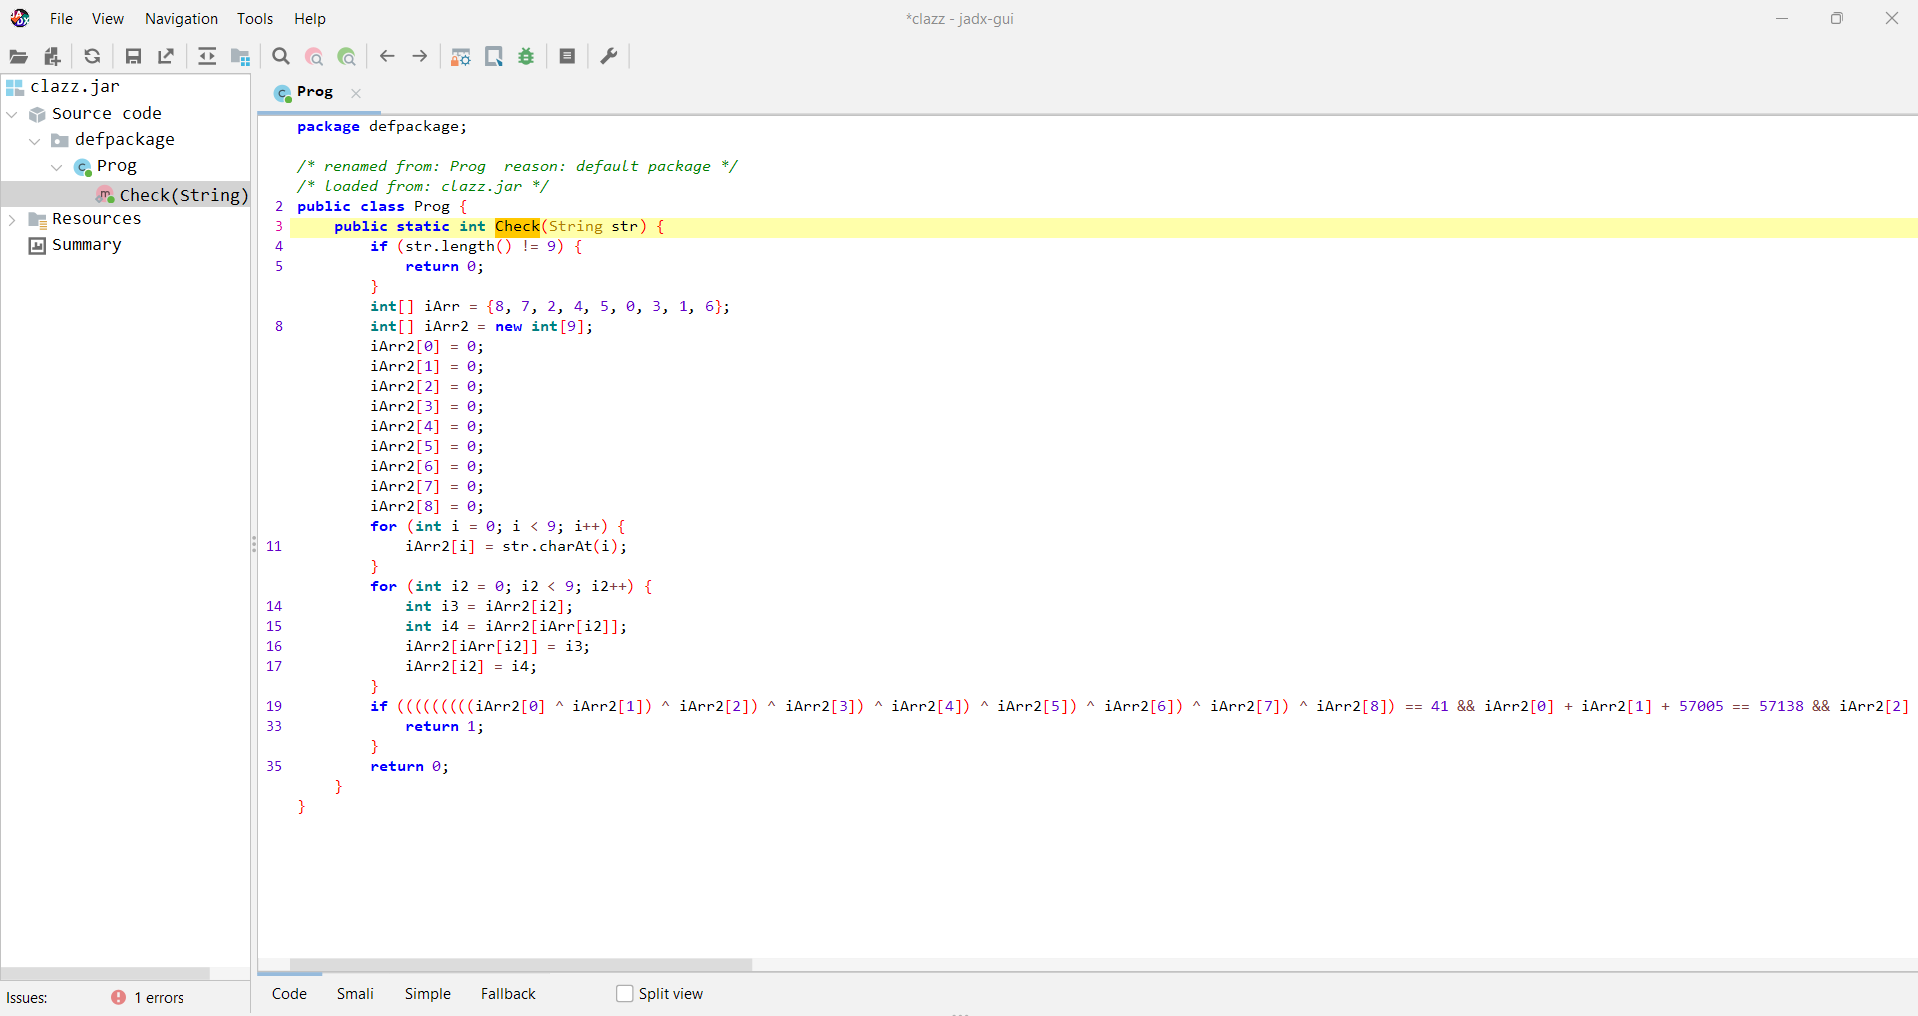 File View Navigation Tools Help
*clazz - jadx-gui
clazz.jar
Source code
defpackage
Prog
Check(String)
Resources
Summary
Issues: 1 errors
Prog
package defpackage;
/* renamed from: Prog  reason: default package */
/* loaded from: clazz.jar */
2 public class Prog {
3 public static int Check(String str) {
4 if (str.length() != 9) {
5 return 0;
}
int[] iArr = {8, 7, 2, 4, 5, 0, 3, 1, 6};
8 int[] iArr2 = new int[9];
iArr2[0] = 0;
iArr2[1] = 0;
iArr2[2] = 0;
iArr2[3] = 0;
iArr2[4] = 0;
iArr2[5] = 0;
iArr2[6] = 0;
iArr2[7] = 0;
iArr2[8] = 0;
for (int i = 0; i < 9; i++) {
11 iArr2[i] = str.charAt(i);
}
for (int i2 = 0; i2 < 9; i2++) {
14 int i3 = iArr2[i2];
15 int i4 = iArr2[iArr[i2]];
16 iArr2[iArr[i2]] = i3;
17 iArr2[i2] = i4;
}
19 if (((((((((iArr2[0] ^ iArr2[1]) ^ iArr2[2]) ^ iArr2[3]) ^ iArr2[4]) ^ iArr2[5]) ^ iArr2[6]) ^ iArr2[7]) ^ iArr2[8]) == 41 && iArr2[0] + iArr2[1] + 57005 == 57138 && iArr2[2]
33 return 1;
}
35 return 0;
}
}
Code Smali Simple Fallback Split view